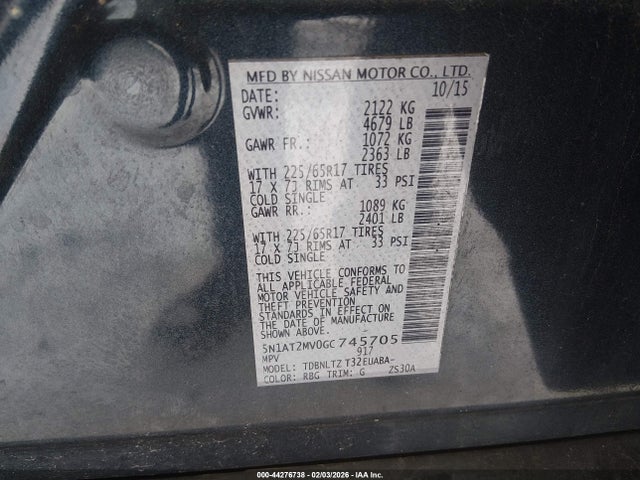 MFD BY NISSAN MOTOR CO., LTD.
DATE: 10/15
GVWR: 2122 KG
4679 LB
GAWR FR.: 1072 KG
2363 LB
WITH 225/65R17 TIRES
17 X 7J RIMS AT 33 PSI
COLD SINGLE
GAWR RR.: 1089 KG
2401 LB
WITH 225/65R17 TIRES
17 X 7J RIMS AT 33 PSI
COLD SINGLE
THIS VEHICLE CONFORMS TO
ALL APPLICABLE FEDERAL
MOTOR VEHICLE SAFETY AND
THEFT PREVENTION
STANDARDS IN EFFECT ON
THE DATE OF MANUFACTURE
SHOWN ABOVE.
5N1AT2MV0GC745705
MPV 917
MODEL: TDBNLTZ T32EUABA-
COLOR: RBG TRIM: G ZS30A
000-44276738 - 02/03/2026 - IAA Inc.